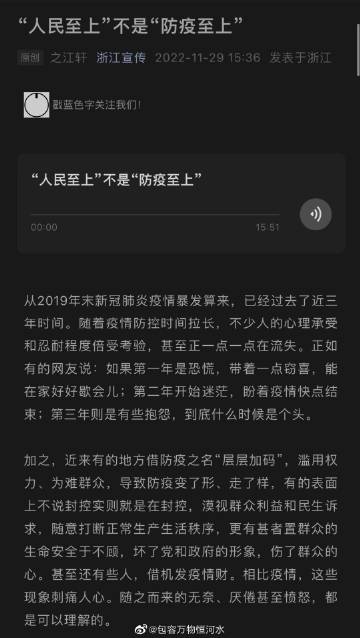 “人民至上”不是“防疫至上”
原创 之江轩 浙江宣传 2022-11-29 15:36 发表于浙江
戳蓝色字关注我们！
“人民至上”不是“防疫至上”
00:00 15:51
从2019年末新冠肺炎疫情暴发算来，已经过去了近三
年时间。随着疫情防控时间拉长，不少人的心理承受
和忍耐程度倍受考验，甚至正一点一点在流失。正如
有的网友说：如果第一年是恐慌，带着一点窃喜，能
在家好好歇会儿；第二年开始迷茫，盼着疫情快点结
束；第三年则是有些抱怨，到底什么时候是个头。
加之，近来有的地方借防疫之名“层层加码”，滥用权
力、为难群众，导致防疫变了形、走了样，有的表面
上不说封控实则就是在封控，漠视群众利益和民生诉
求，随意打断正常生产生活秩序，更有甚者置群众的
生命安全于不顾，坏了党和政府的形象，伤了群众的
心。甚至还有些人，借机发疫情财。相比疫情，这些
现象刺痛人心。随之而来的无奈、厌倦甚至愤怒，都
是可以理解的。
@包容万物恒河水